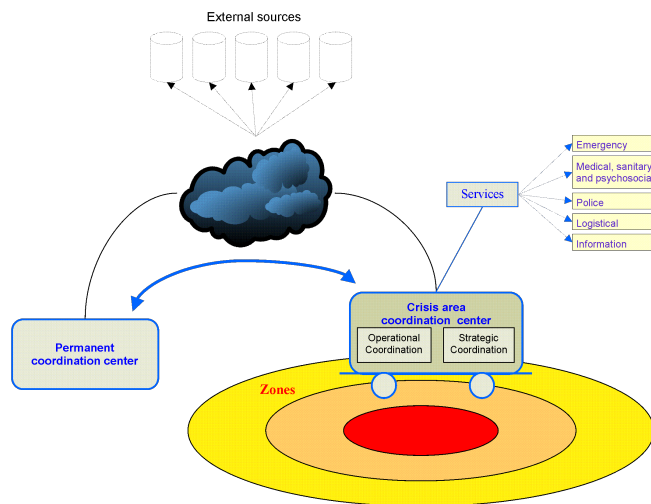 External sources
Emergency
Medical, sanitary
and psychosocial
Services
Police
Logistical
Information
Crisis area
coordination center
Operational
Coordination
Strategic
Coordination
Permanent
coordination center
Zones